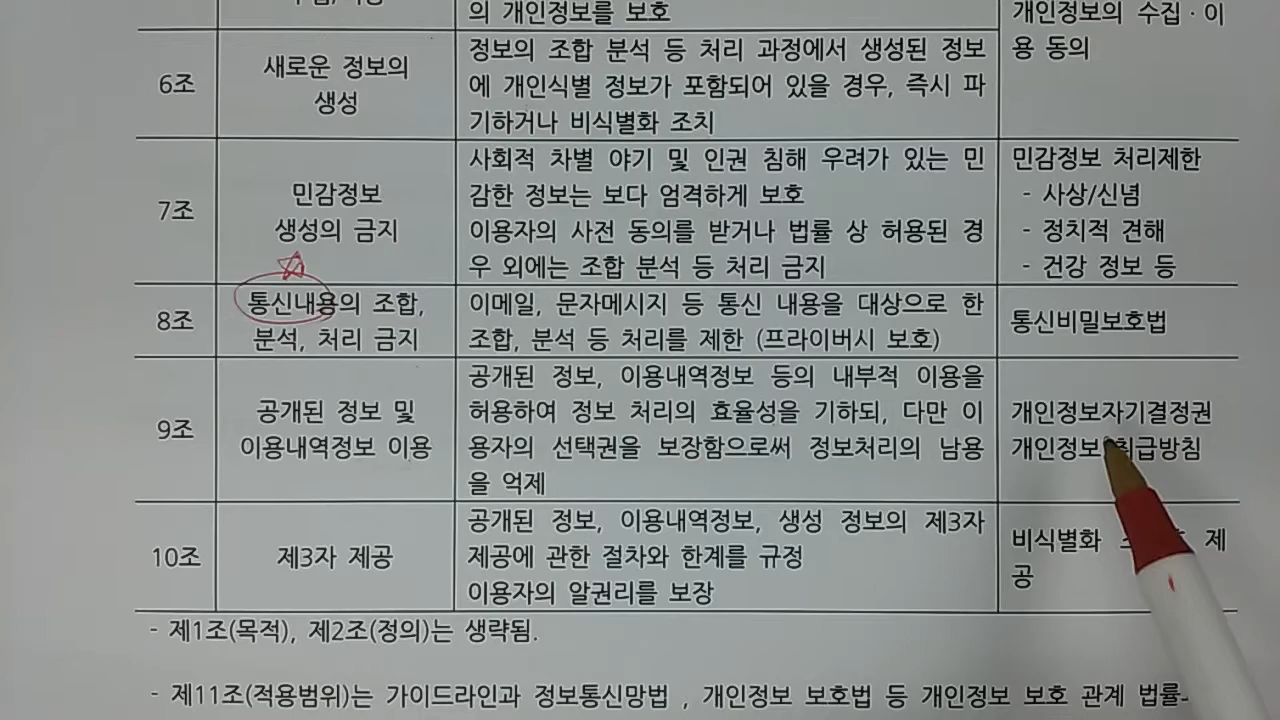 의 개인정보를 보호
개인정보의 수집 · 이
용 동의
6조
새로운 정보의
생성
정보의 조합 분석 등 처리 과정에서 생성된 정보
에 개인식별 정보가 포함되어 있을 경우, 즉시 파
기하거나 비식별화 조치
7조
민감정보
생성의 금지
사회적 차별 야기 및 인권 침해 우려가 있는 민
감한 정보는 보다 엄격하게 보호
이용자의 사전 동의를 받거나 법률 상 허용된 경
우 외에는 조합 분석 등 처리 금지
민감정보 처리제한
- 사상/신념
- 정치적 견해
- 건강 정보 등
8조
통신내용의 조합,
분석, 처리 금지
이메일, 문자메시지 등 통신 내용을 대상으로 한
조합, 분석 등 처리를 제한 (프라이버시 보호)
통신비밀보호법
9조
공개된 정보 및
이용내역정보 이용
공개된 정보, 이용내역정보 등의 내부적 이용을
허용하여 정보 처리의 효율성을 기하되, 다만 이
용자의 선택권을 보장함으로써 정보처리의 남용
을 억제
개인정보자기결정권
개인정보 취급방침
10조
제3자 제공
공개된 정보, 이용내역정보, 생성 정보의 제3자
제공에 관한 절차와 한계를 규정
이용자의 알권리를 보장
비식별화 제
공
- 제1조(목적), 제2조(정의)는 생략됨.
- 제11조(적용범위)는 가이드라인과 정보통신망법 , 개인정보 보호법 등 개인정보 보호 관계 법률